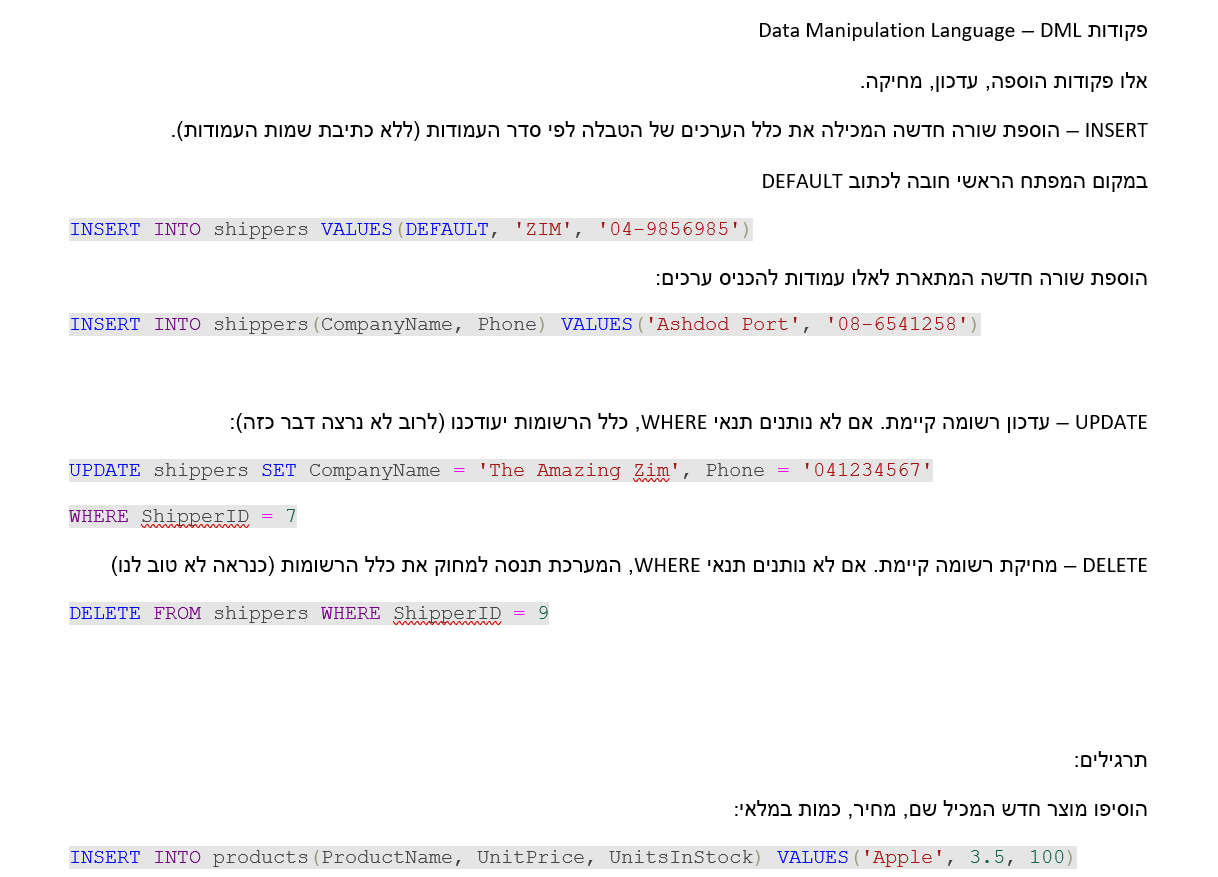 פקודות Data Manipulation Language – DML
אלו פקודות הוספה, עדכון, מחיקה.
INSERT – הוספת שורה חדשה המכילה את כלל הערכים של הטבלה לפי סדר העמודות (ללא כתיבת שמות העמודות).
במקום המפתח הראשי חובה לכתוב DEFAULT
INSERT INTO shippers VALUES(DEFAULT, 'ZIM', '04-9856985')
הוספת שורה חדשה המתארת לאלו עמודות להכניס ערכים:
INSERT INTO shippers(CompanyName, Phone) VALUES('Ashdod Port', '08-6541258')
UPDATE – עדכון רשומה קיימת. אם לא נותנים תנאי WHERE, כלל הרשומות יעודכנו (לרוב לא נרצה דבר כזה):
UPDATE shippers SET CompanyName = 'The Amazing Zim', Phone = '041234567'
WHERE ShipperID = 7
DELETE – מחיקת רשומה קיימת. אם לא נותנים תנאי WHERE, המערכת תנסה למחוק את כלל הרשומות (כנראה לא טוב לנו)
DELETE FROM shippers WHERE ShipperID = 9
תרגילים:
הוסיפו מוצר חדש המכיל שם, מחיר, כמות במלאי:
INSERT INTO products(ProductName, UnitPrice, UnitsInStock) VALUES('Apple', 3.5, 100)